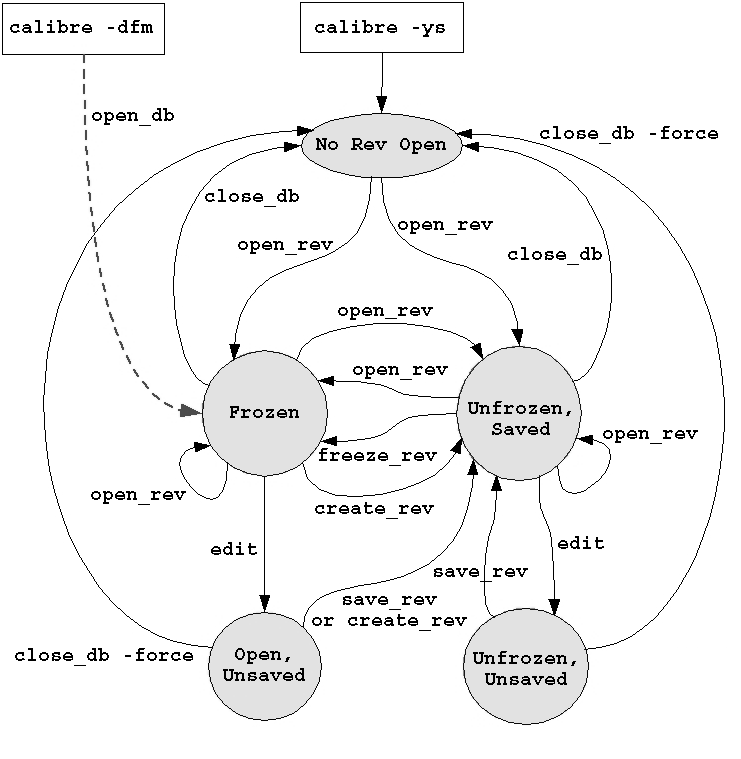 calibre -dfm
calibre -ys
open_db
close_db -force
No Rev Open
close_db
open_rev
open_rev
close_db
open_rev
open_rev
Frozen
Unfrozen,
Saved
open_rev
freeze_rev
open_rev
create_rev
edit
edit
save_rev
save_rev
or create_rev
close_db -force
Open,
Unsaved
Unfrozen,
Unsaved